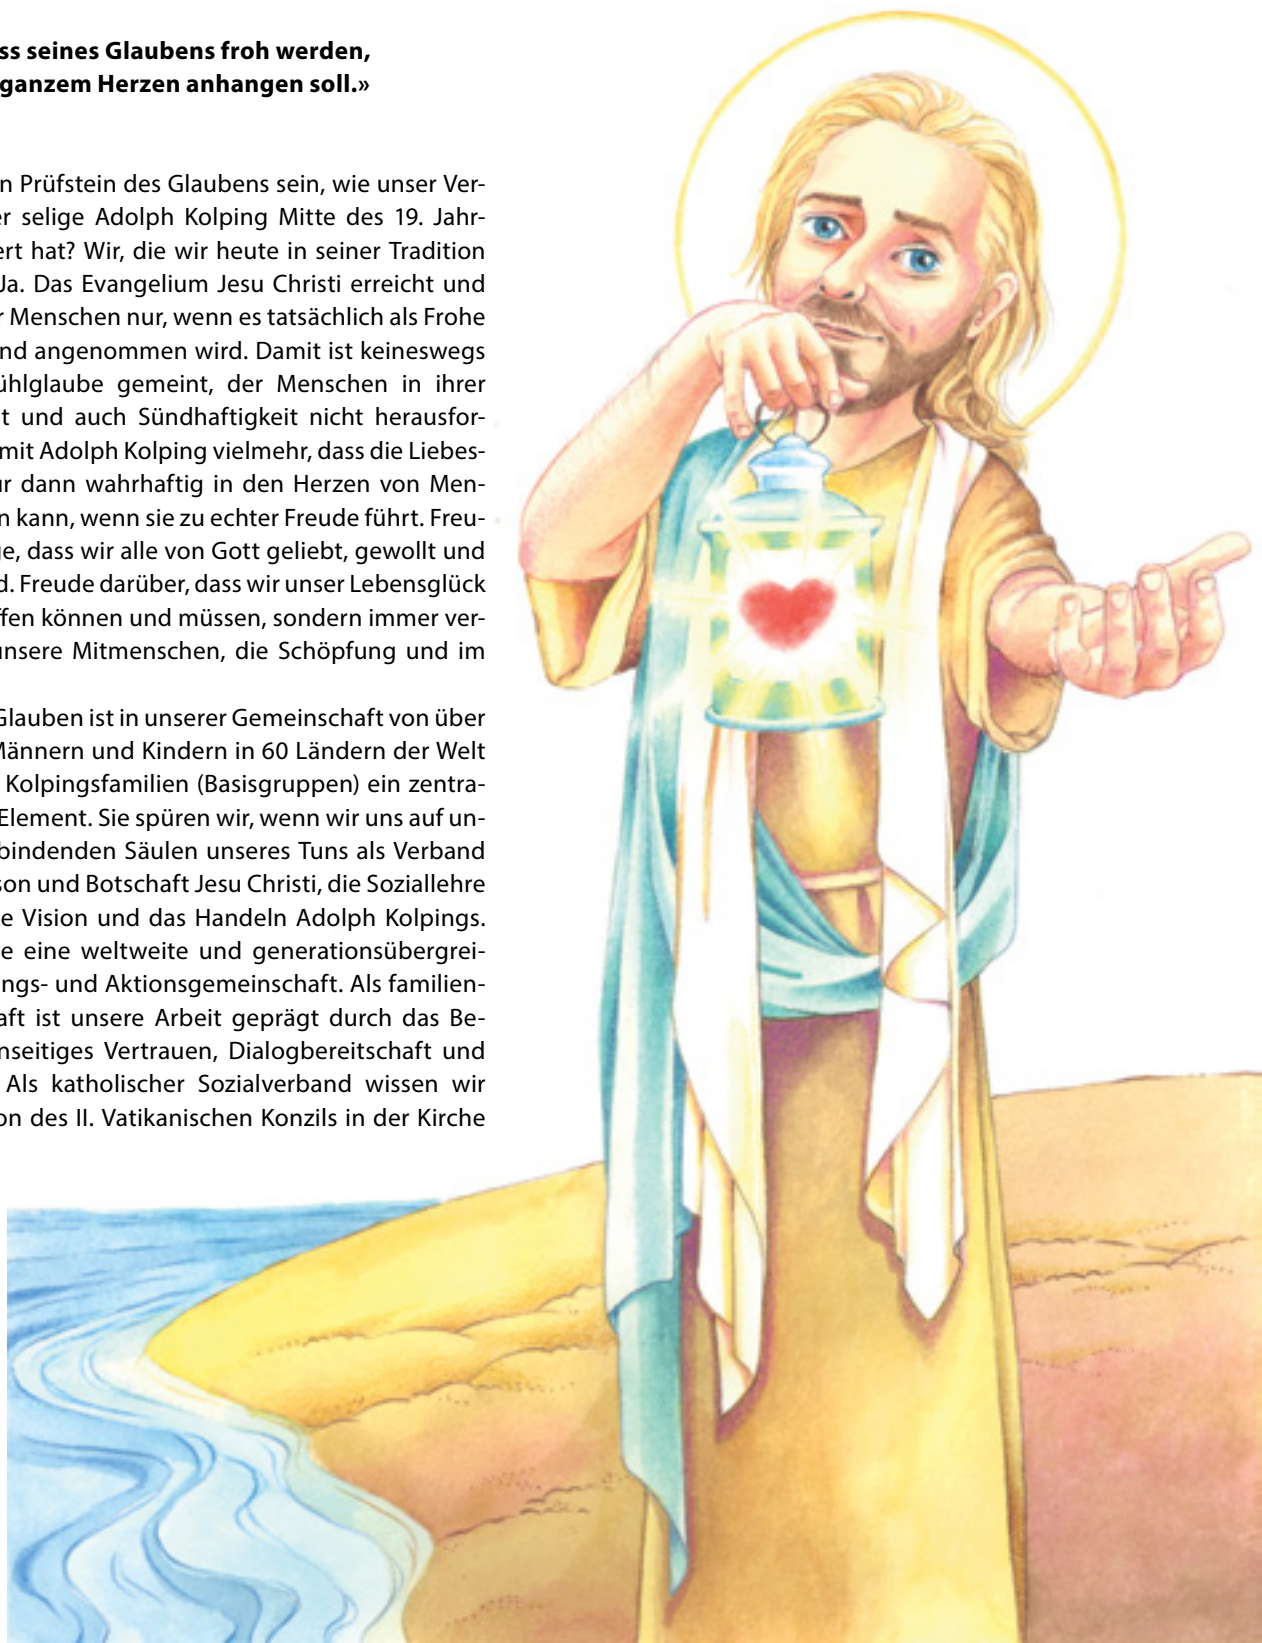 ss seines Glaubens froh werden,
ganzem Herzen anhangen soll.»
n Prüfstein des Glaubens sein, wie unser Ver-
er selige Adolph Kolping Mitte des 19. Jahr-
ert hat? Wir, die wir heute in seiner Tradition
Ja. Das Evangelium Jesu Christi erreicht und
r Menschen nur, wenn es tatsächlich als Frohe
nd angenommen wird. Damit ist keineswegs
ühlglaube gemeint, der Menschen in ihrer
t und auch Sündhaftigkeit nicht herausfor-
mit Adolph Kolping vielmehr, dass die Liebes-
ur dann wahrhaftig in den Herzen von Men-
n kann, wenn sie zu echter Freude führt. Freu-
ge, dass wir alle von Gott geliebt, gewollt und
d. Freude darüber, dass wir unser Lebensglück
ffen können und müssen, sondern immer ver-
unsere Mitmenschen, die Schöpfung und im
Glauben ist in unserer Gemeinschaft von über
Männern und Kindern in 60 Ländern der Welt
Kolpingsfamilien (Basisgruppen) ein zentra-
Element. Sie spüren wir, wenn wir uns auf un-
bindenden Säulen unseres Tuns als Verband
son und Botschaft Jesu Christi, die Soziallehre
e Vision und das Handeln Adolph Kolpings.
e eine weltweite und generationsübergrei-
ngs- und Aktionsgemeinschaft. Als familien-
aft ist unsere Arbeit geprägt durch das Be-
nseitiges Vertrauen, Dialogbereitschaft und
Als katholischer Sozialverband wissen wir
on des II. Vatikanischen Konzils in der Kirche